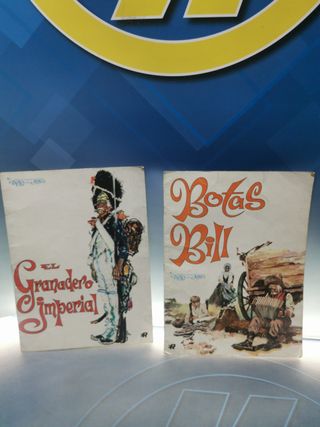 EL
Granadero
imperial
Botas
Bill